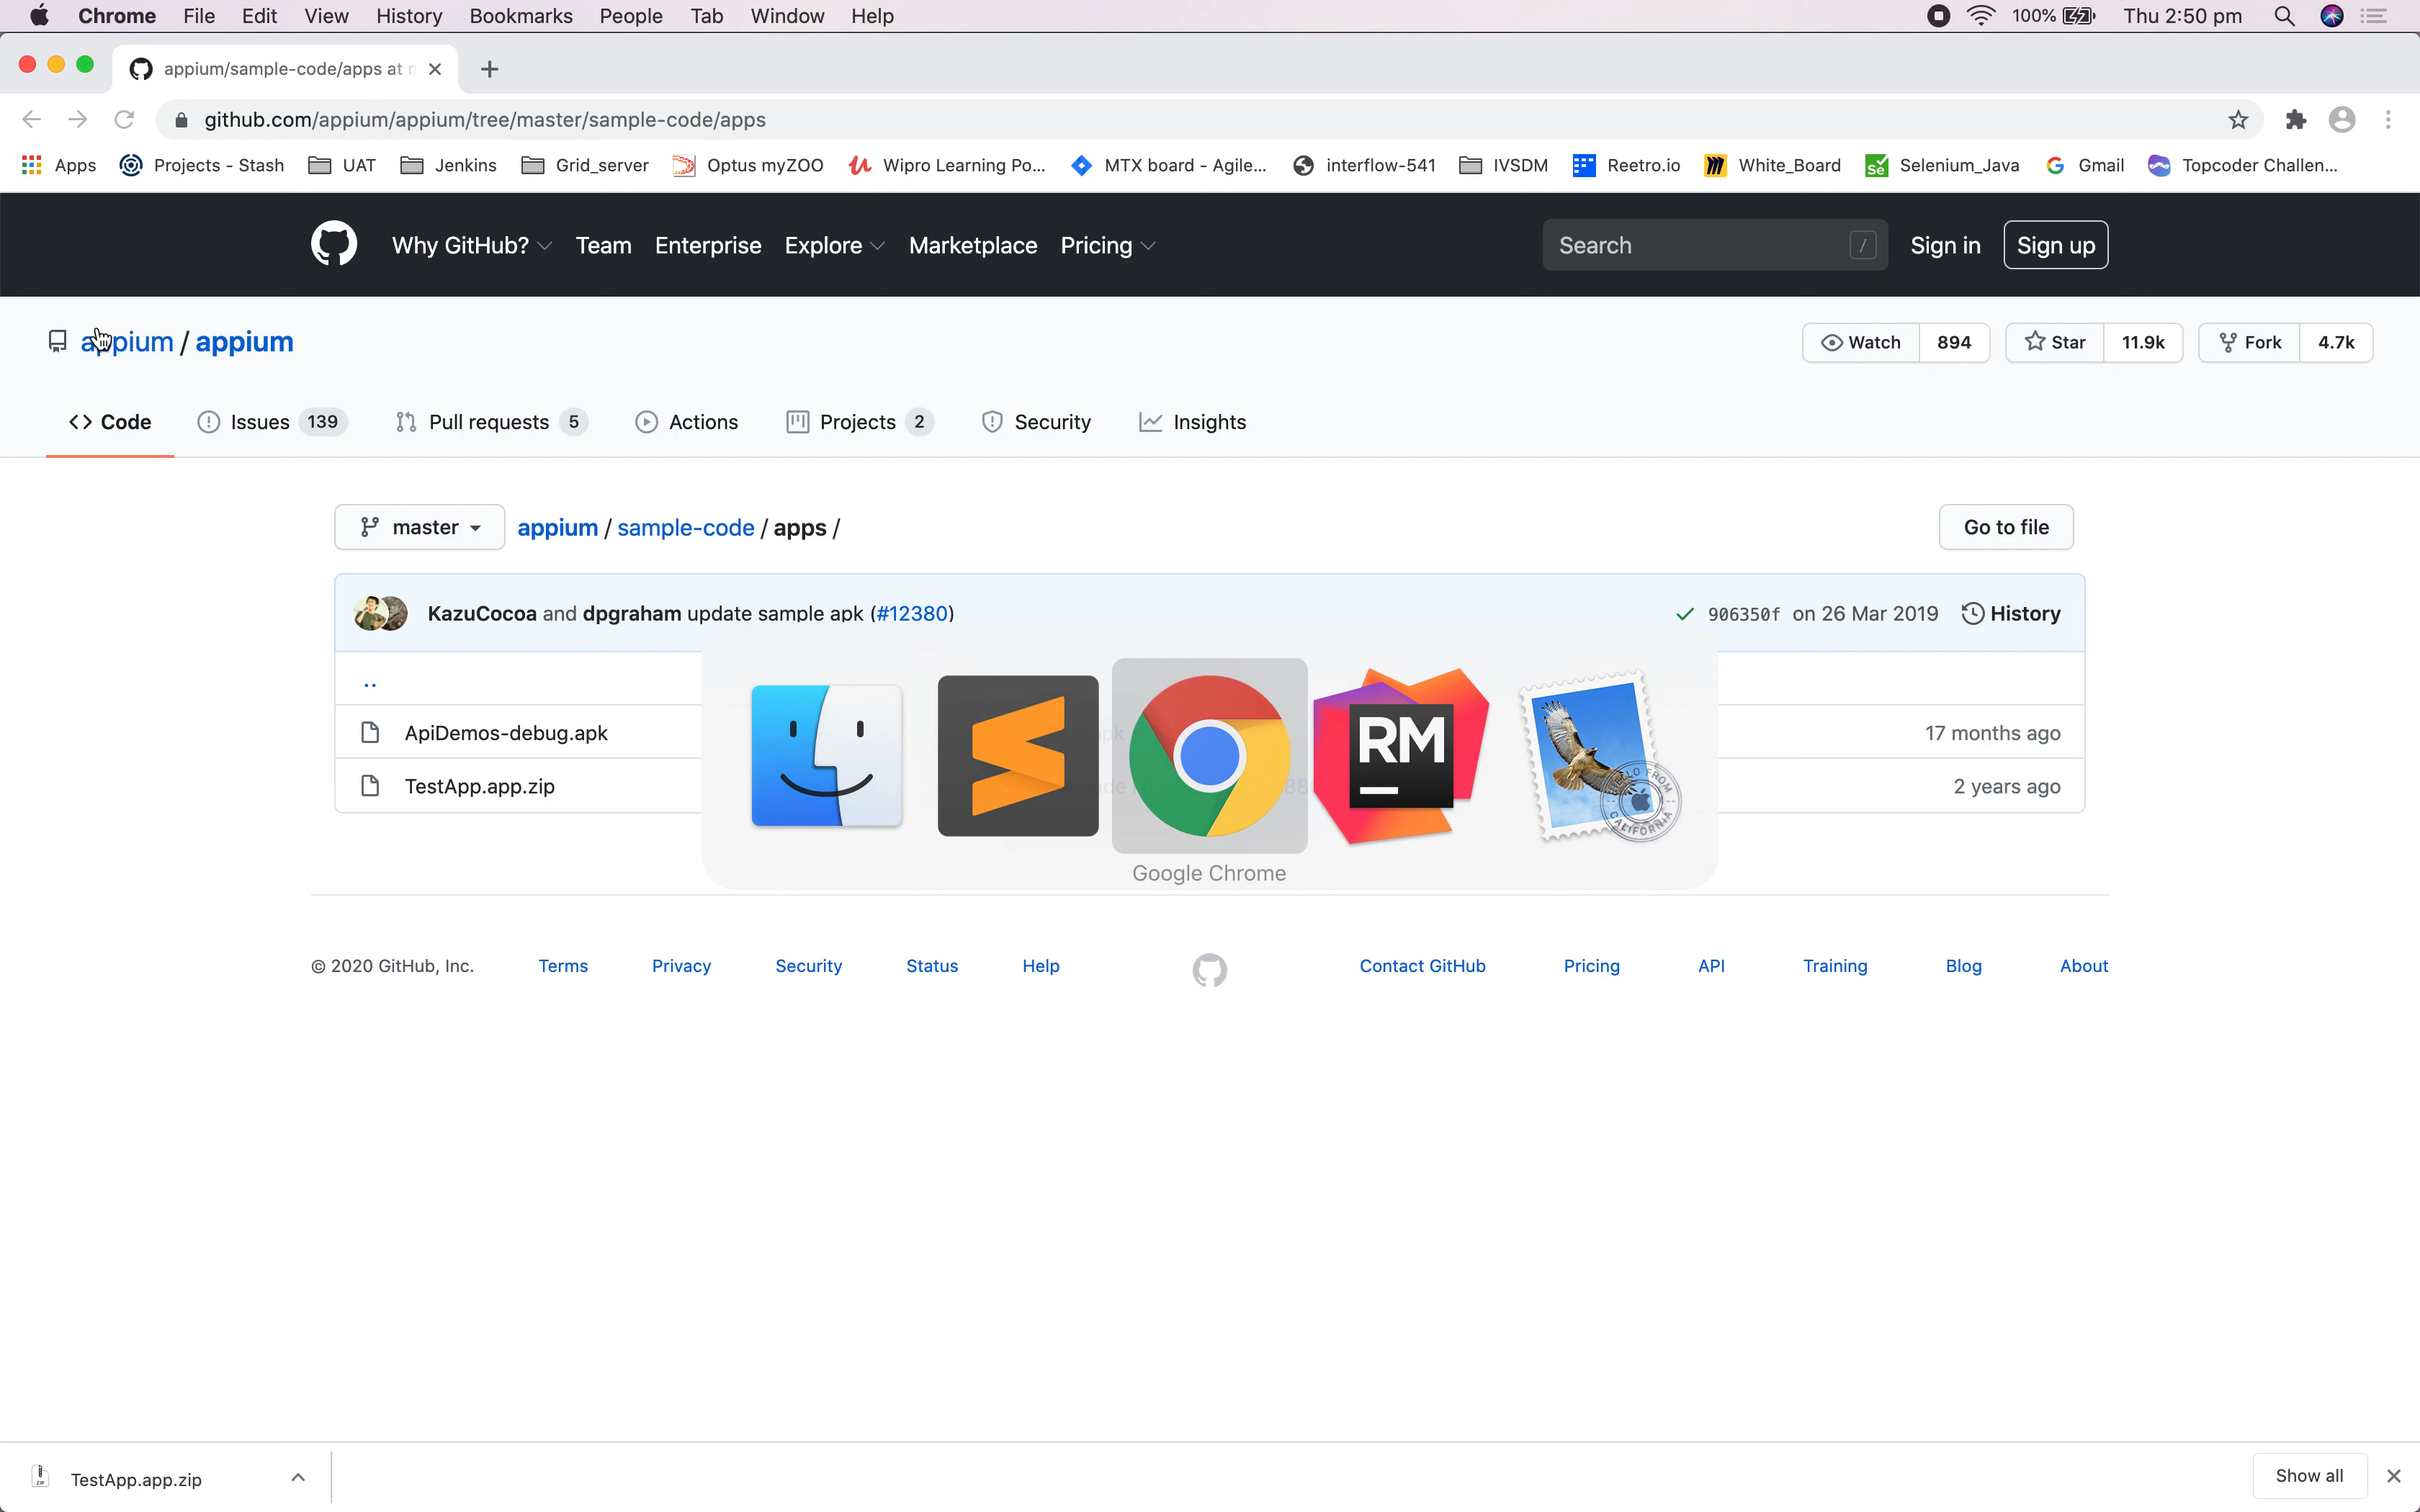 Chrome File Edit View History Bookmarks People Tab Window Help 100% Thu 2:50 pm
appium/sample-code/apps at
github.com/appium/appium/tree/master/sample-code/apps
Apps Projects - Stash UAT Jenkins Grid_server Optus myZOO Wipro Learning Po... MTX board - Agile... interflow-541 IVSDM Reetro.io White_Board Selenium_Java Gmail Topcoder Challen...
Why GitHub? Team Enterprise Explore Marketplace Pricing Search / Sign in Sign up
appium / appium Watch 894 Star 11.9k Fork 4.7k
Code Issues 139 Pull requests 5 Actions Projects 2 Security Insights
master appium / sample-code / apps / Go to file
KazuCocoa and dpgraham update sample apk (#12380) 906350f on 26 Mar 2019 History
..
ApiDemos-debug.apk 17 months ago
TestApp.app.zip 2 years ago
RM
HELLO FROM CALIFORNIA
Google Chrome
© 2020 GitHub, Inc. Terms Privacy Security Status Help Contact GitHub Pricing API Training Blog About
TestApp.app.zip Show all